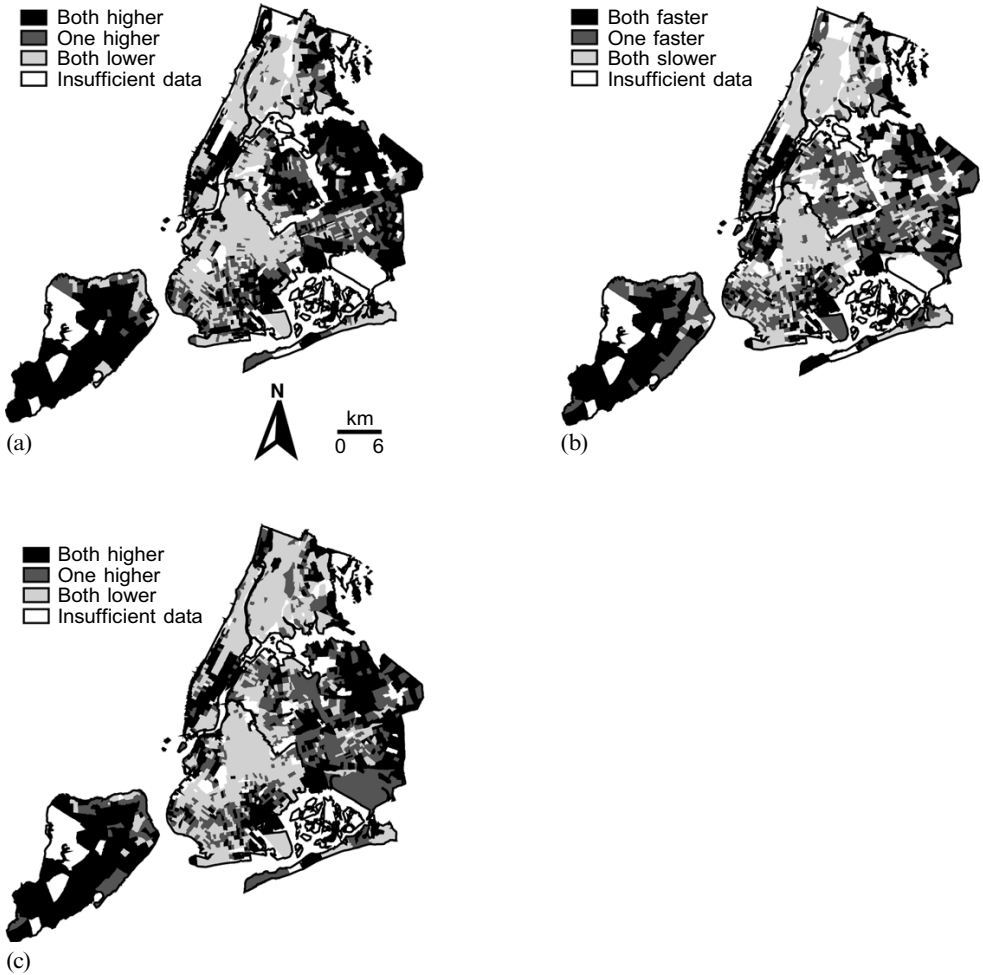 Both higher
One higher
Both lower
Insufficient data
Both faster
One faster
Both slower
Insufficient data
N
km
0 6
(a)
(b)
Both higher
One higher
Both lower
Insufficient data
(c)